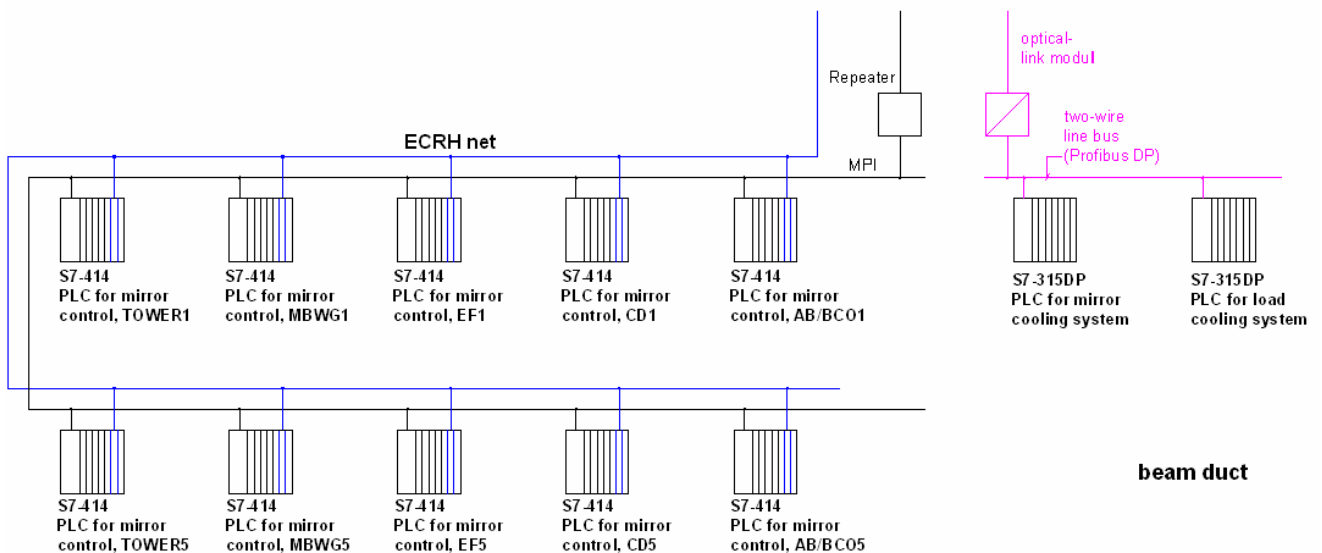 optical-
link modul
Repeater
two-wire
line bus
(Profibus DP)
ECRH net
MPI
S7-414
PLC for mirror
control, TOWER1
S7-414
PLC for mirror
control, MBWG1
S7-414
PLC for mirror
control, EF1
S7-414
PLC for mirror
control, CD1
S7-414
PLC for mirror
control, AB/BCO1
S7-315DP
PLC for mirror
cooling system
S7-315DP
PLC for load
cooling system
S7-414
PLC for mirror
control, TOWER5
S7-414
PLC for mirror
control, MBWG5
S7-414
PLC for mirror
control, EF5
S7-414
PLC for mirror
control, CD5
S7-414
PLC for mirror
control, AB/BCO5
beam duct